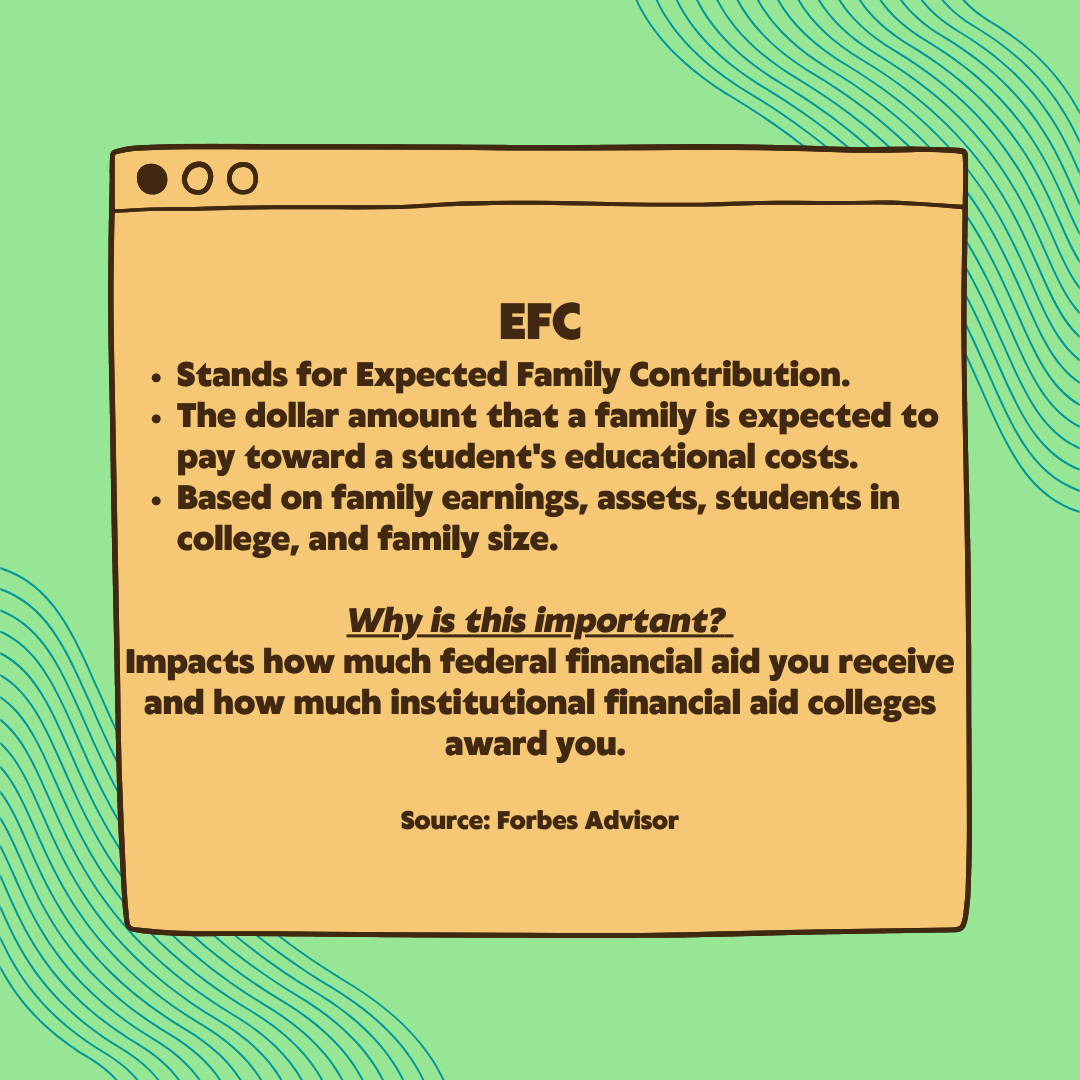 EFC
• Stands for Expected Family Contribution.
• The dollar amount that a family is expected to
pay toward a student's educational costs.
• Based on family earnings, assets, students in
college, and family size.
Why is this important?
Impacts how much federal financial aid you receive
and how much institutional financial aid colleges
award you.
Source: Forbes Advisor